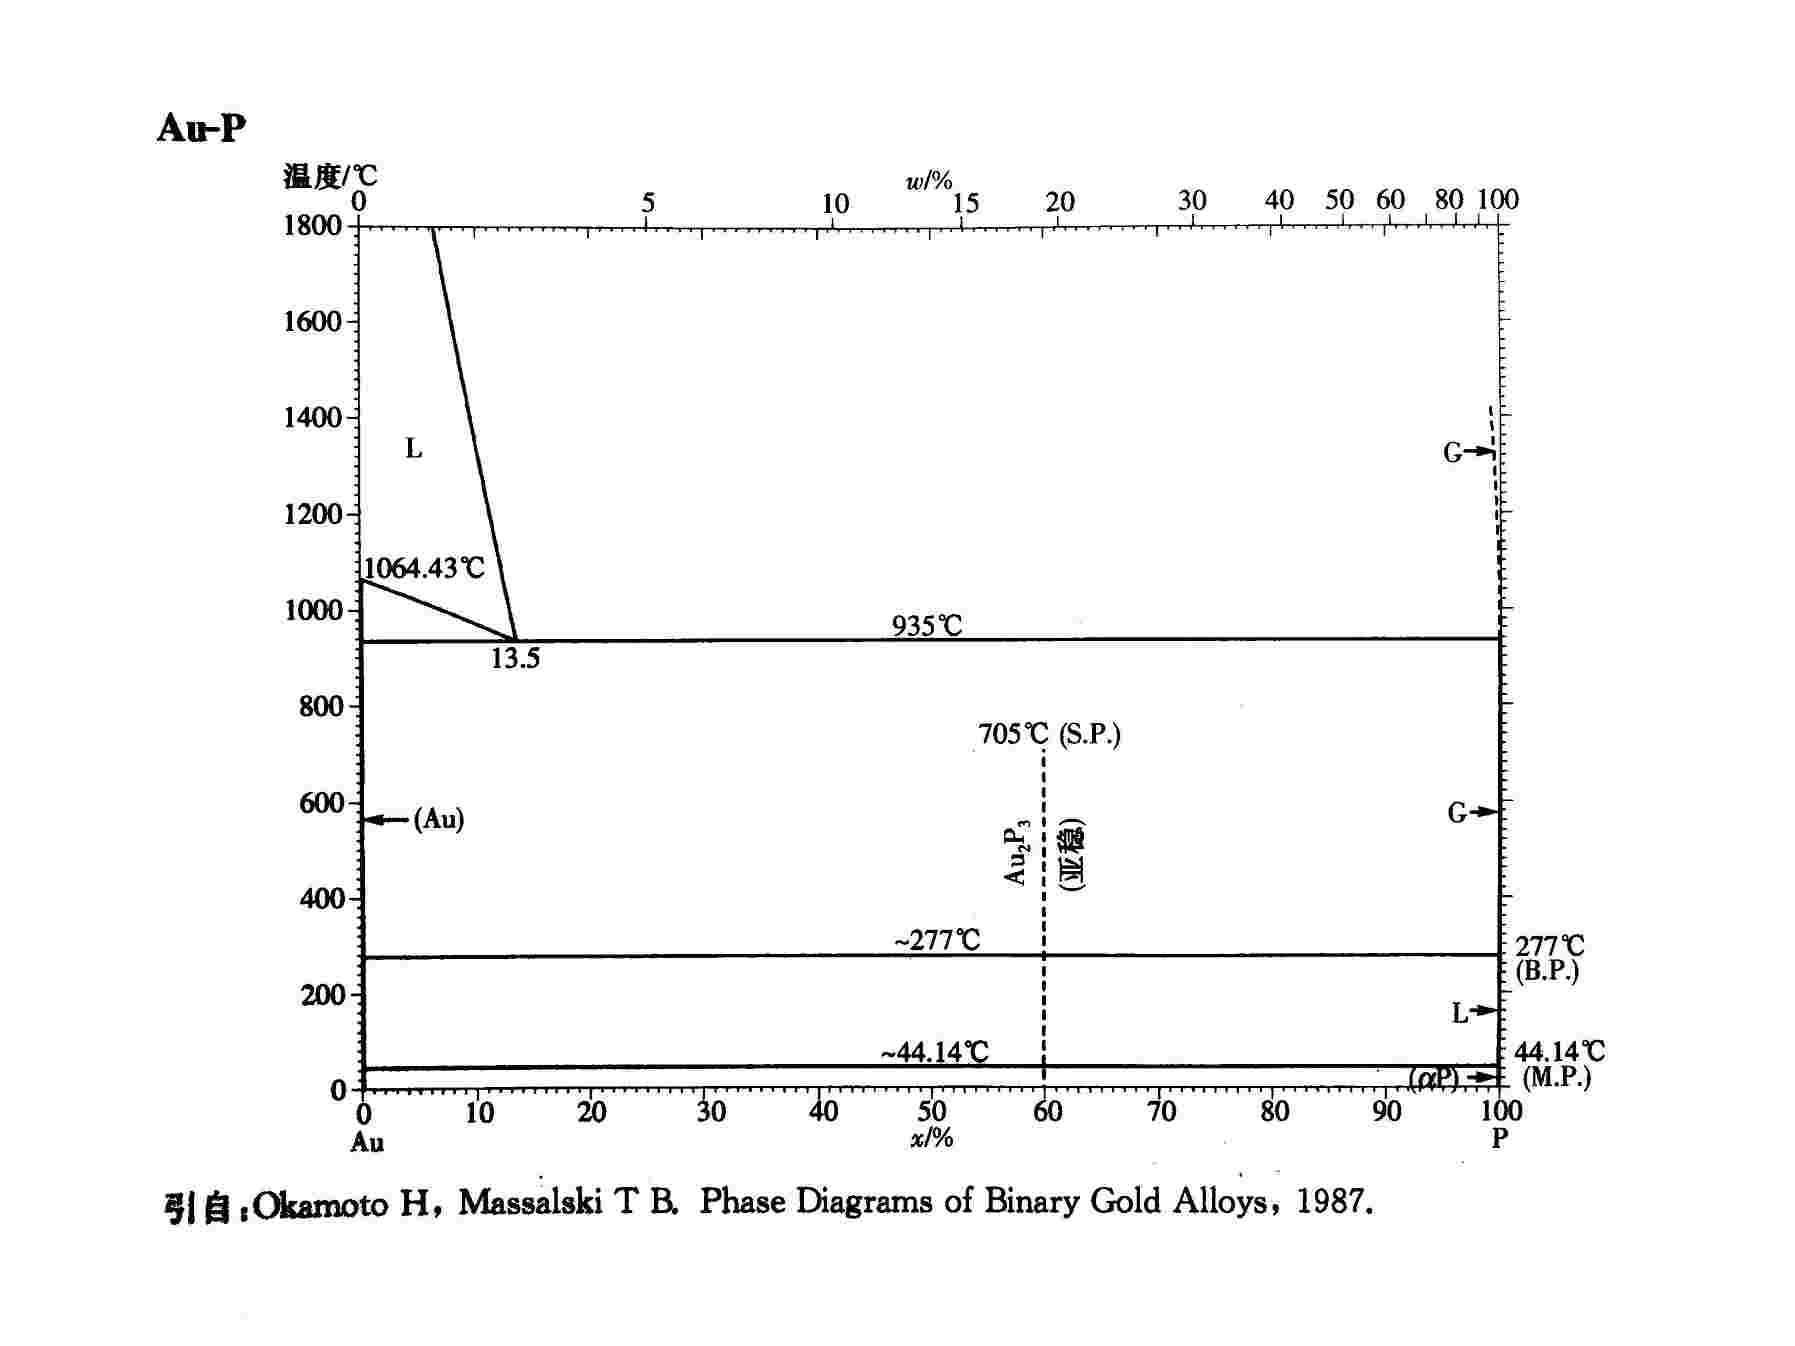 Au-P
温度/℃
w/%
0 5 10 15 20 30 40 50 60 80 100
1800
1600
1400
L
G
1200
1064.43℃
1000
935℃
13.5
800
705℃ (S.P.)
600
(Au)
G
Au₂P₃
(亚稳)
400
~277℃
277℃
(B.P.)
200
L
~44.14℃
44.14℃
(αP)
(M.P.)
0
0 10 20 30 40 50 60 70 80 90 100
Au
x/%
P
引自:Okamoto H, Massalski T B. Phase Diagrams of Binary Gold Alloys, 1987.